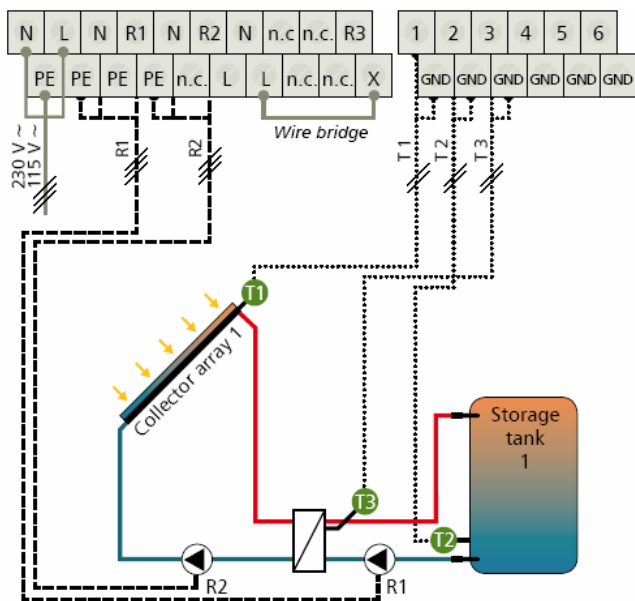 N L N R1 N R2 N n.c n.c. R3
PE PE PE PE n.c. L L n.c. n.c. X
1 2 3 4 5 6
GND GND GND GND GND GND
Wire bridge
230 V ~
115 V ~
R1
R2
T 1
T 2
T 3
T1
Collector array 1
Storage
tank
1
T3
T2
R2
R1